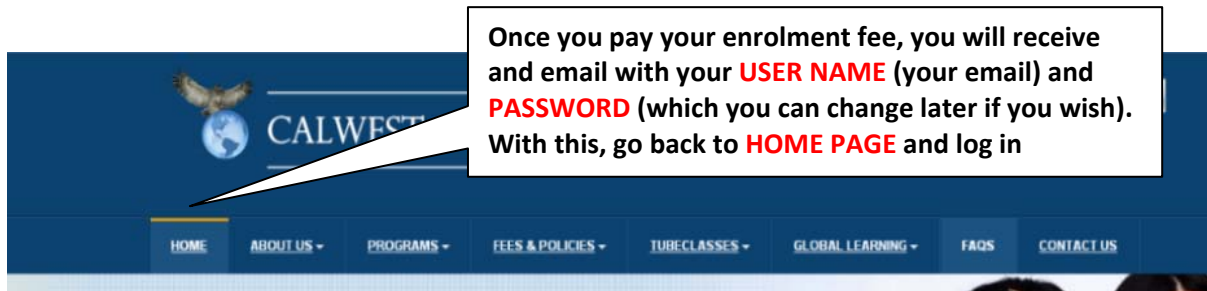 Once you pay your enrolment fee, you will receive
and email with your USER NAME (your email) and
PASSWORD (which you can change later if you wish).
With this, go back to HOME PAGE and log in
CALWEST
HOME ABOUT US PROGRAMS FEES & POLICIES TUBECLASSES GLOBAL LEARNING FAQS CONTACT US